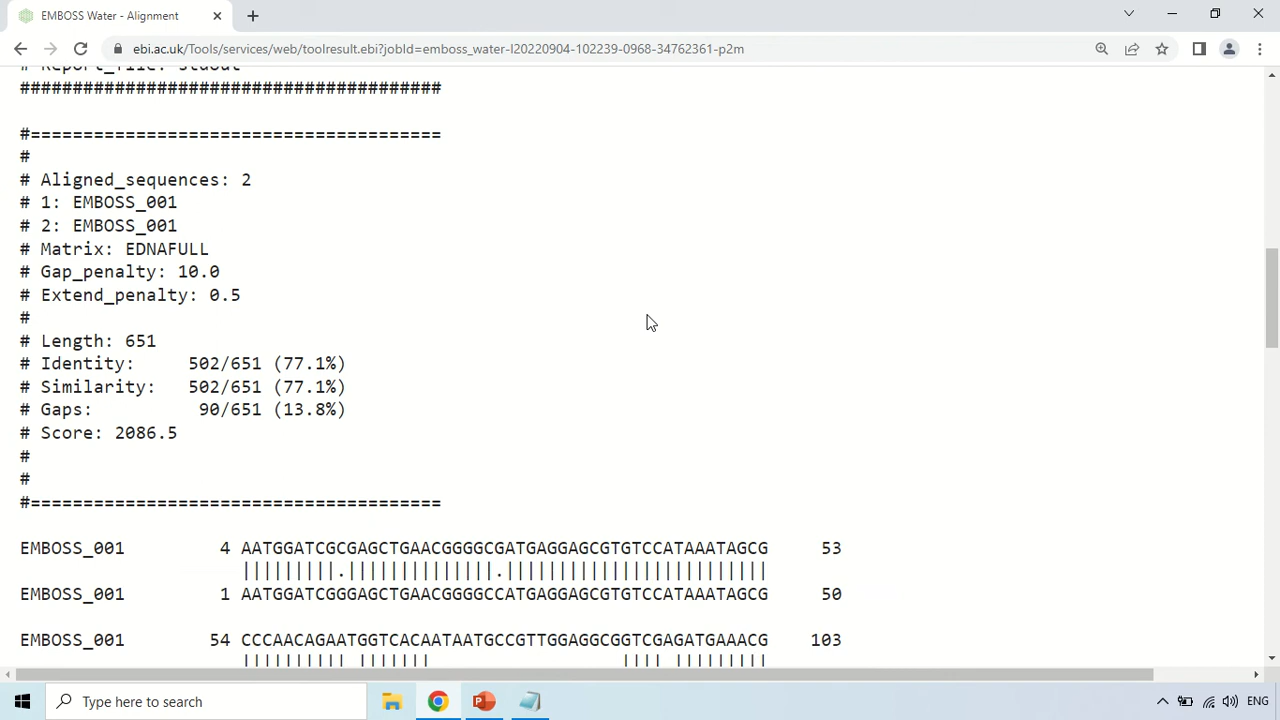 EMBOSS Water - Alignment
ebi.ac.uk/Tools/services/web/toolresult.ebi?jobId=emboss_water-I20220904-102239-0968-34762361-p2m
# Report_file: stdout
########################################
#=======================================
#
# Aligned_sequences: 2
# 1: EMBOSS_001
# 2: EMBOSS_001
# Matrix: EDNAFULL
# Gap_penalty: 10.0
# Extend_penalty: 0.5
#
# Length: 651
# Identity:     502/651 (77.1%)
# Similarity:   502/651 (77.1%)
# Gaps:          90/651 (13.8%)
# Score: 2086.5
#
#
#=======================================
EMBOSS_001         4 AATGGATCGCGAGCTGAACGGGGCGATGAGGAGCGTGTCCATAAATAGCG     53
                     |||||||||.||||||||||||||.|||||||||||||||||||||||||
EMBOSS_001         1 AATGGATCGGGAGCTGAACGGGGCCATGAGGAGCGTGTCCATAAATAGCG     50
EMBOSS_001        54 CCCAACAGAATGGTCACAATAATGCCGTTGGAGGCGGTCGAGATGAAACG    103
                     |||||||||| |||||||                  |||| |||||||||
Type here to search
ENG